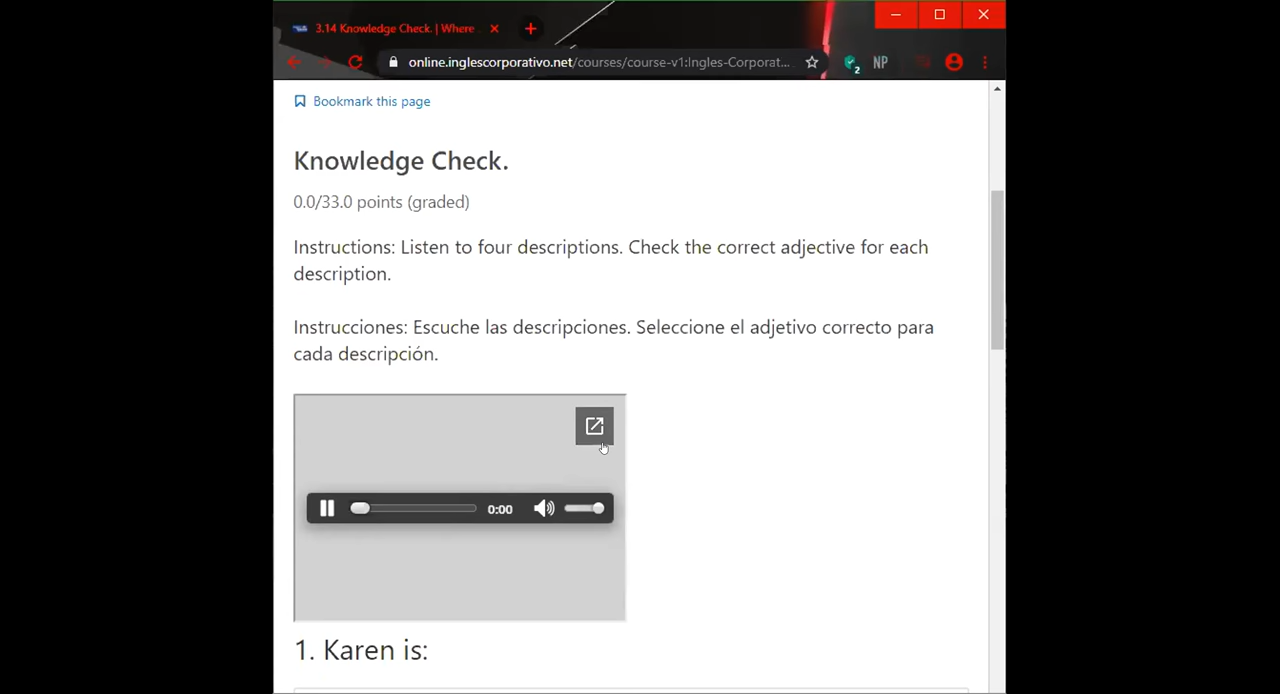 3.14 Knowledge Check. | Where
online.inglescorporativo.net/courses/course-v1:Ingles-Corporat...
2
NP
Bookmark this page
Knowledge Check.
0.0/33.0 points (graded)
Instructions: Listen to four descriptions. Check the correct adjective for each
description.
Instrucciones: Escuche las descripciones. Seleccione el adjetivo correcto para
cada descripción.
0:00
1. Karen is: